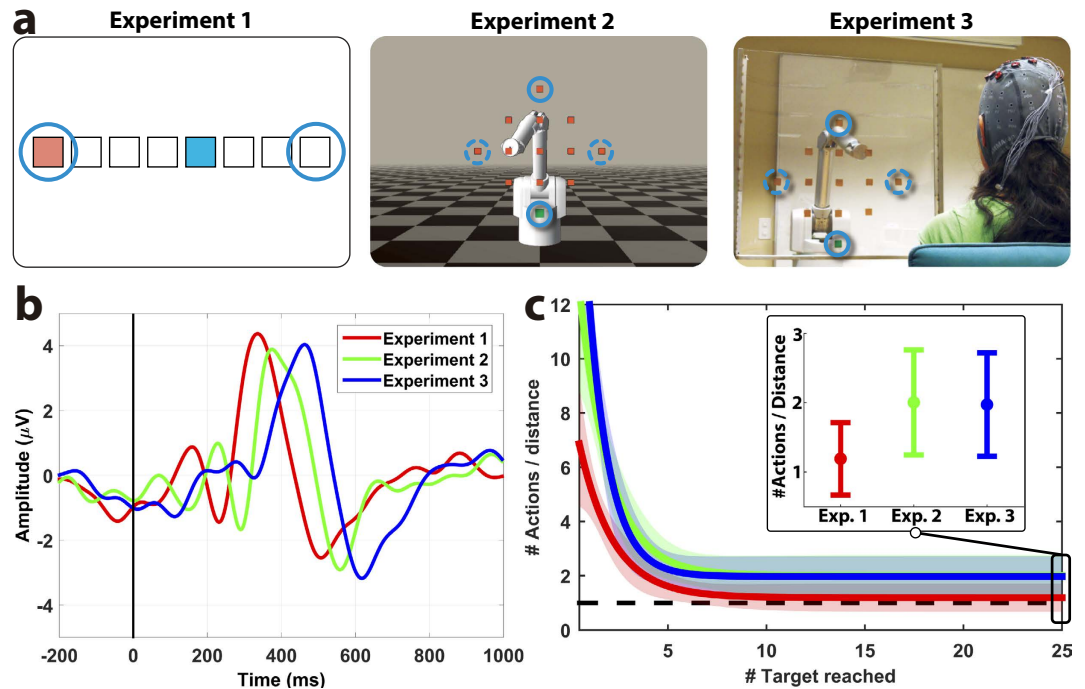 a
Experiment 1
Experiment 2
Experiment 3
b
4
2
0
-2
-4
Amplitude (µV)
-200
0
200
400
600
800
1000
Time (ms)
Experiment 1
Experiment 2
Experiment 3
c
12
10
8
6
4
2
0
# Actions / distance
5
10
15
20
25
# Target reached
3
2
1
#Actions / Distance
Exp. 1
Exp. 2
Exp. 3